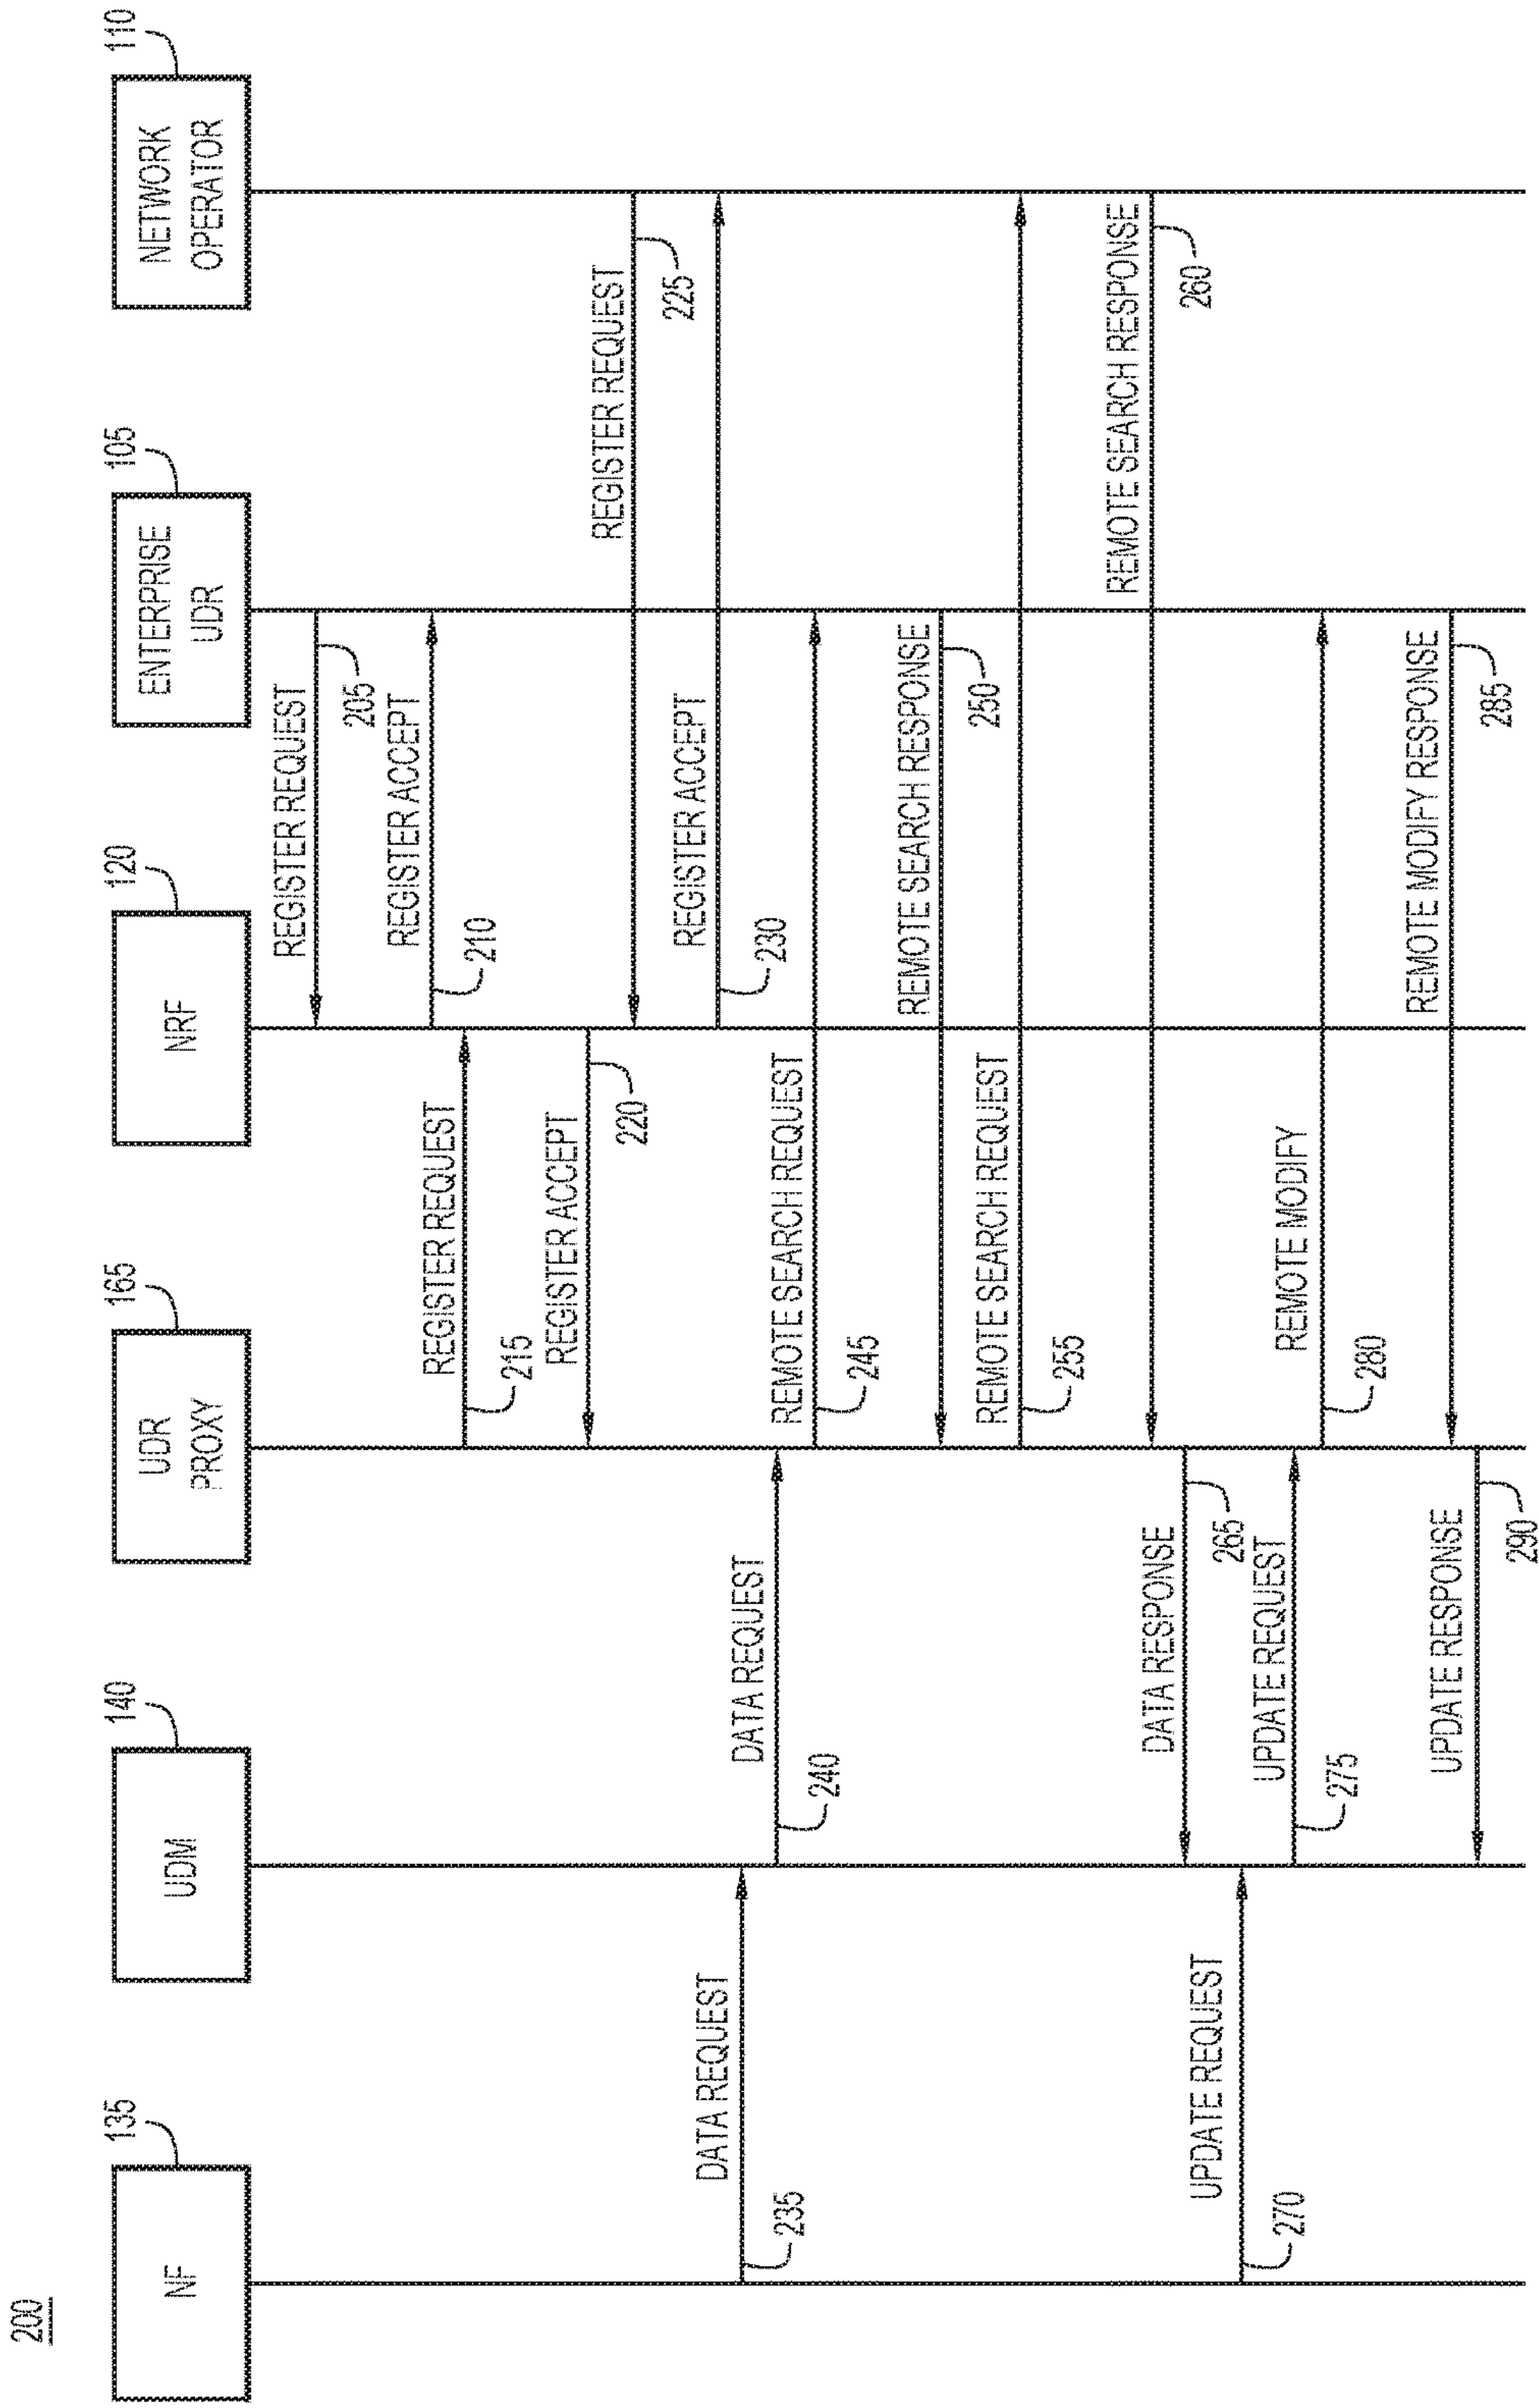 200
135
140
165
120
105
110
NF
UDM
UDR
PROXY
NRF
ENTERPRISE
UDR
NETWORK
OPERATOR
REGISTER REQUEST
205
REGISTER ACCEPT
210
REGISTER REQUEST
215
REGISTER ACCEPT
220
REGISTER REQUEST
225
REGISTER ACCEPT
230
DATA REQUEST
235
DATA REQUEST
240
REMOTE SEARCH REQUEST
245
REMOTE SEARCH RESPONSE
250
REMOTE SEARCH REQUEST
255
REMOTE SEARCH RESPONSE
260
DATA RESPONSE
265
UPDATE REQUEST
270
UPDATE REQUEST
275
REMOTE MODIFY
280
REMOTE MODIFY RESPONSE
285
UPDATE RESPONSE
290